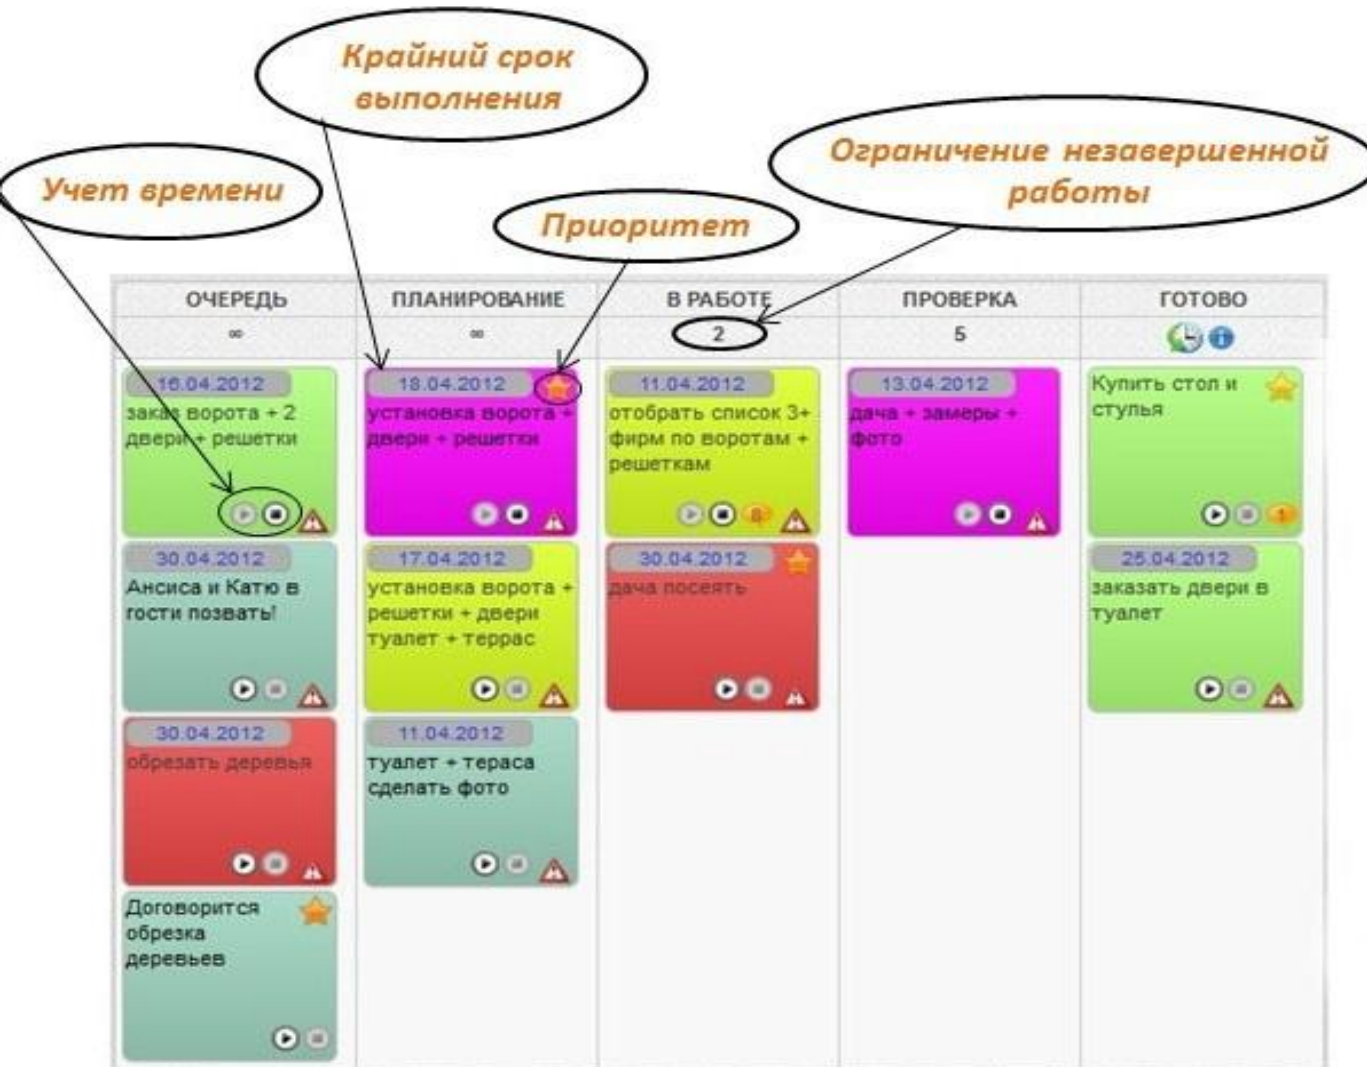 Крайний срок
выполнения
Ограничение незавершенной
работы
Учет времени
Приоритет
ОЧЕРЕДЬ
ПЛАНИРОВАНИЕ
В РАБОТЕ
ПРОВЕРКА
ГОТОВО
∞
∞
2
5
16.04.2012
заказ ворота + 2
двери + решетки
30.04.2012
Ансиса и Катю в
гости позвать!
30.04.2012
обрезать деревья
Договорится
обрезка
деревьев
18.04.2012
установка ворота +
двери + решетки
17.04.2012
установка ворота +
решетки + двери
туалет + террас
11.04.2012
туалет + тераса
сделать фото
11.04.2012
отобрать список 3+
фирм по воротам +
решеткам
8
30.04.2012
дача посеять
13.04.2012
дача + замеры +
фото
Купить стол и
стулья
1
25.04.2012
заказать двери в
туалет